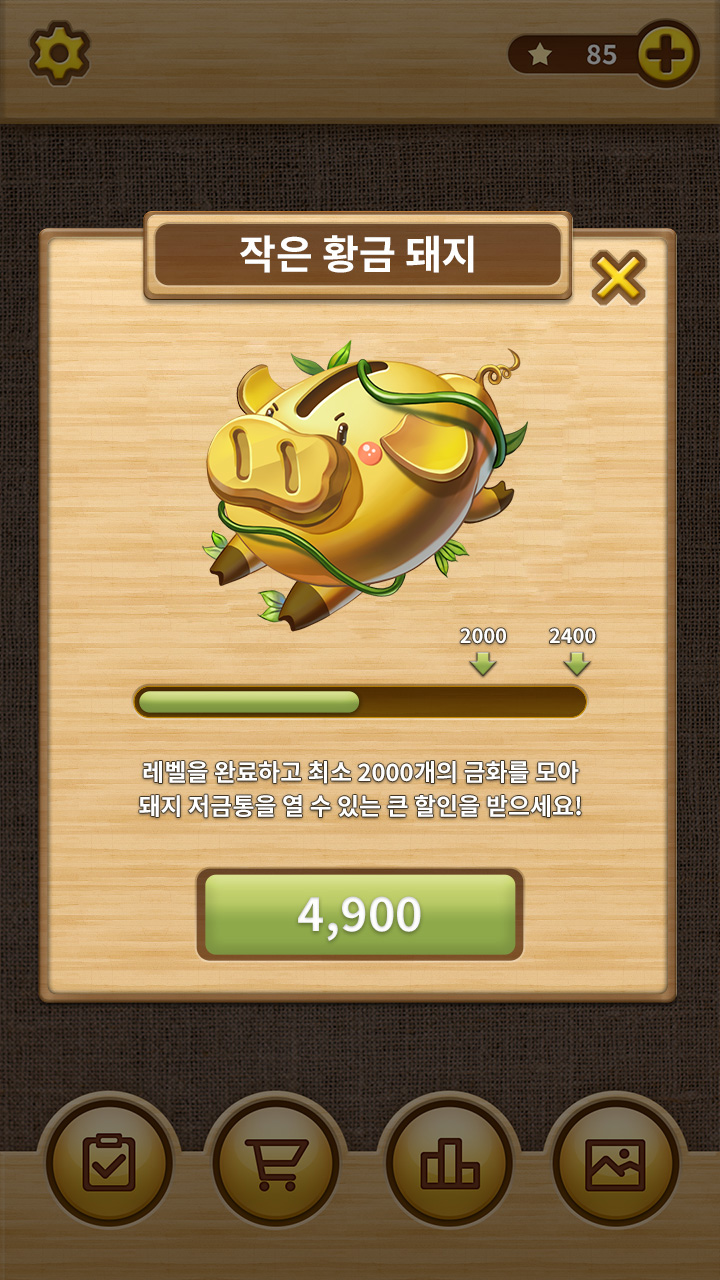 85
작은 황금 돼지
2000 2400
레벨을 완료하고 최소 2000개의 금화를 모아
돼지 저금통을 열 수 있는 큰 할인을 받으세요!
4,900